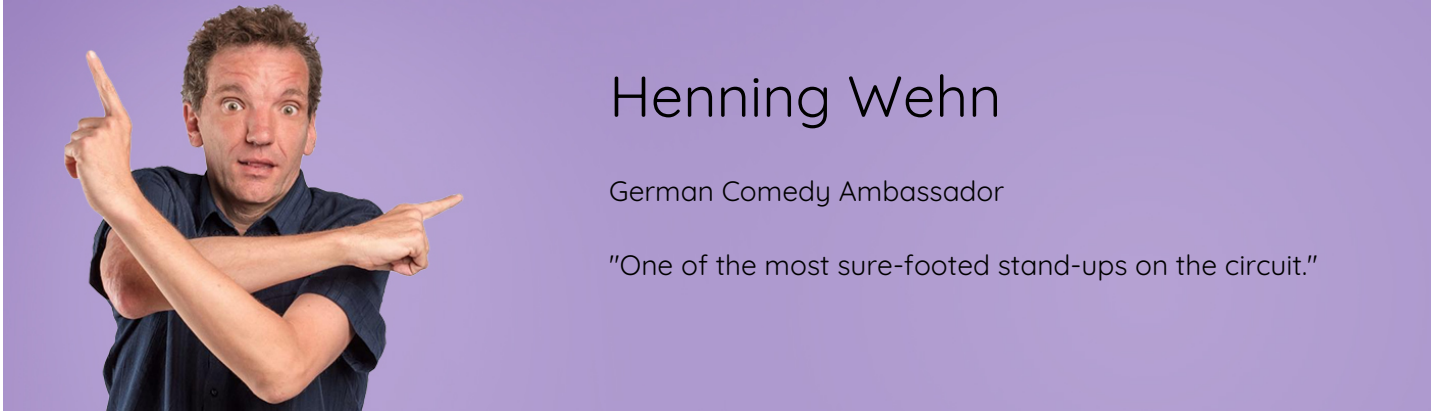 Henning Wehn
German Comedy Ambassador
"One of the most sure-footed stand-ups on the circuit."